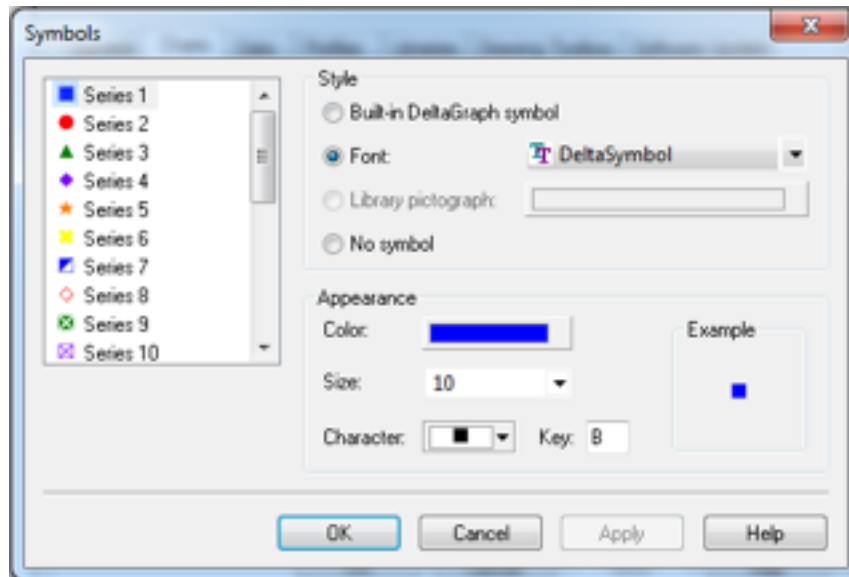 Symbols
Series 1
Series 2
Series 3
Series 4
Series 5
Series 6
Series 7
Series 8
Series 9
Series 10
Style
Built-in DeltaGraph symbol
Font: DeltaSymbol
Library pictograph:
No symbol
Appearance
Color:
Size: 10
Character: Key: B
Example
OK Cancel Apply Help